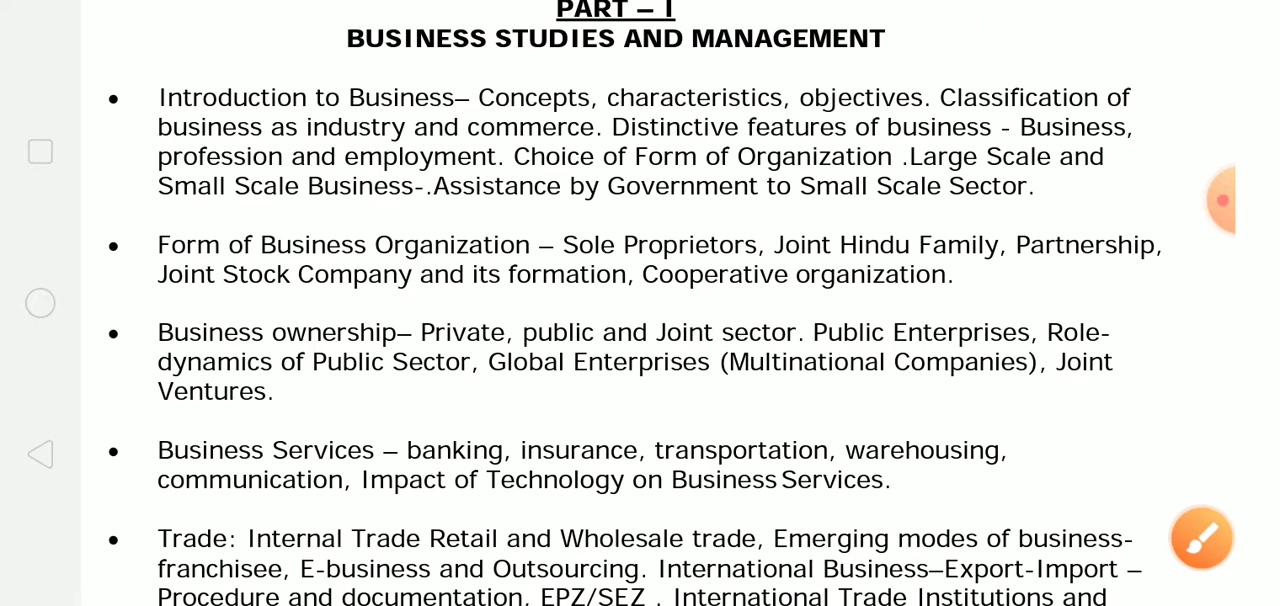 PART – I
BUSINESS STUDIES AND MANAGEMENT
• Introduction to Business– Concepts, characteristics, objectives. Classification of
business as industry and commerce. Distinctive features of business - Business,
profession and employment. Choice of Form of Organization .Large Scale and
Small Scale Business-.Assistance by Government to Small Scale Sector.
• Form of Business Organization – Sole Proprietors, Joint Hindu Family, Partnership,
Joint Stock Company and its formation, Cooperative organization.
• Business ownership– Private, public and Joint sector. Public Enterprises, Role-
dynamics of Public Sector, Global Enterprises (Multinational Companies), Joint
Ventures.
• Business Services – banking, insurance, transportation, warehousing,
communication, Impact of Technology on Business Services.
• Trade: Internal Trade Retail and Wholesale trade, Emerging modes of business-
franchisee, E-business and Outsourcing. International Business–Export-Import –
Procedure and documentation, EPZ/SEZ , International Trade Institutions and